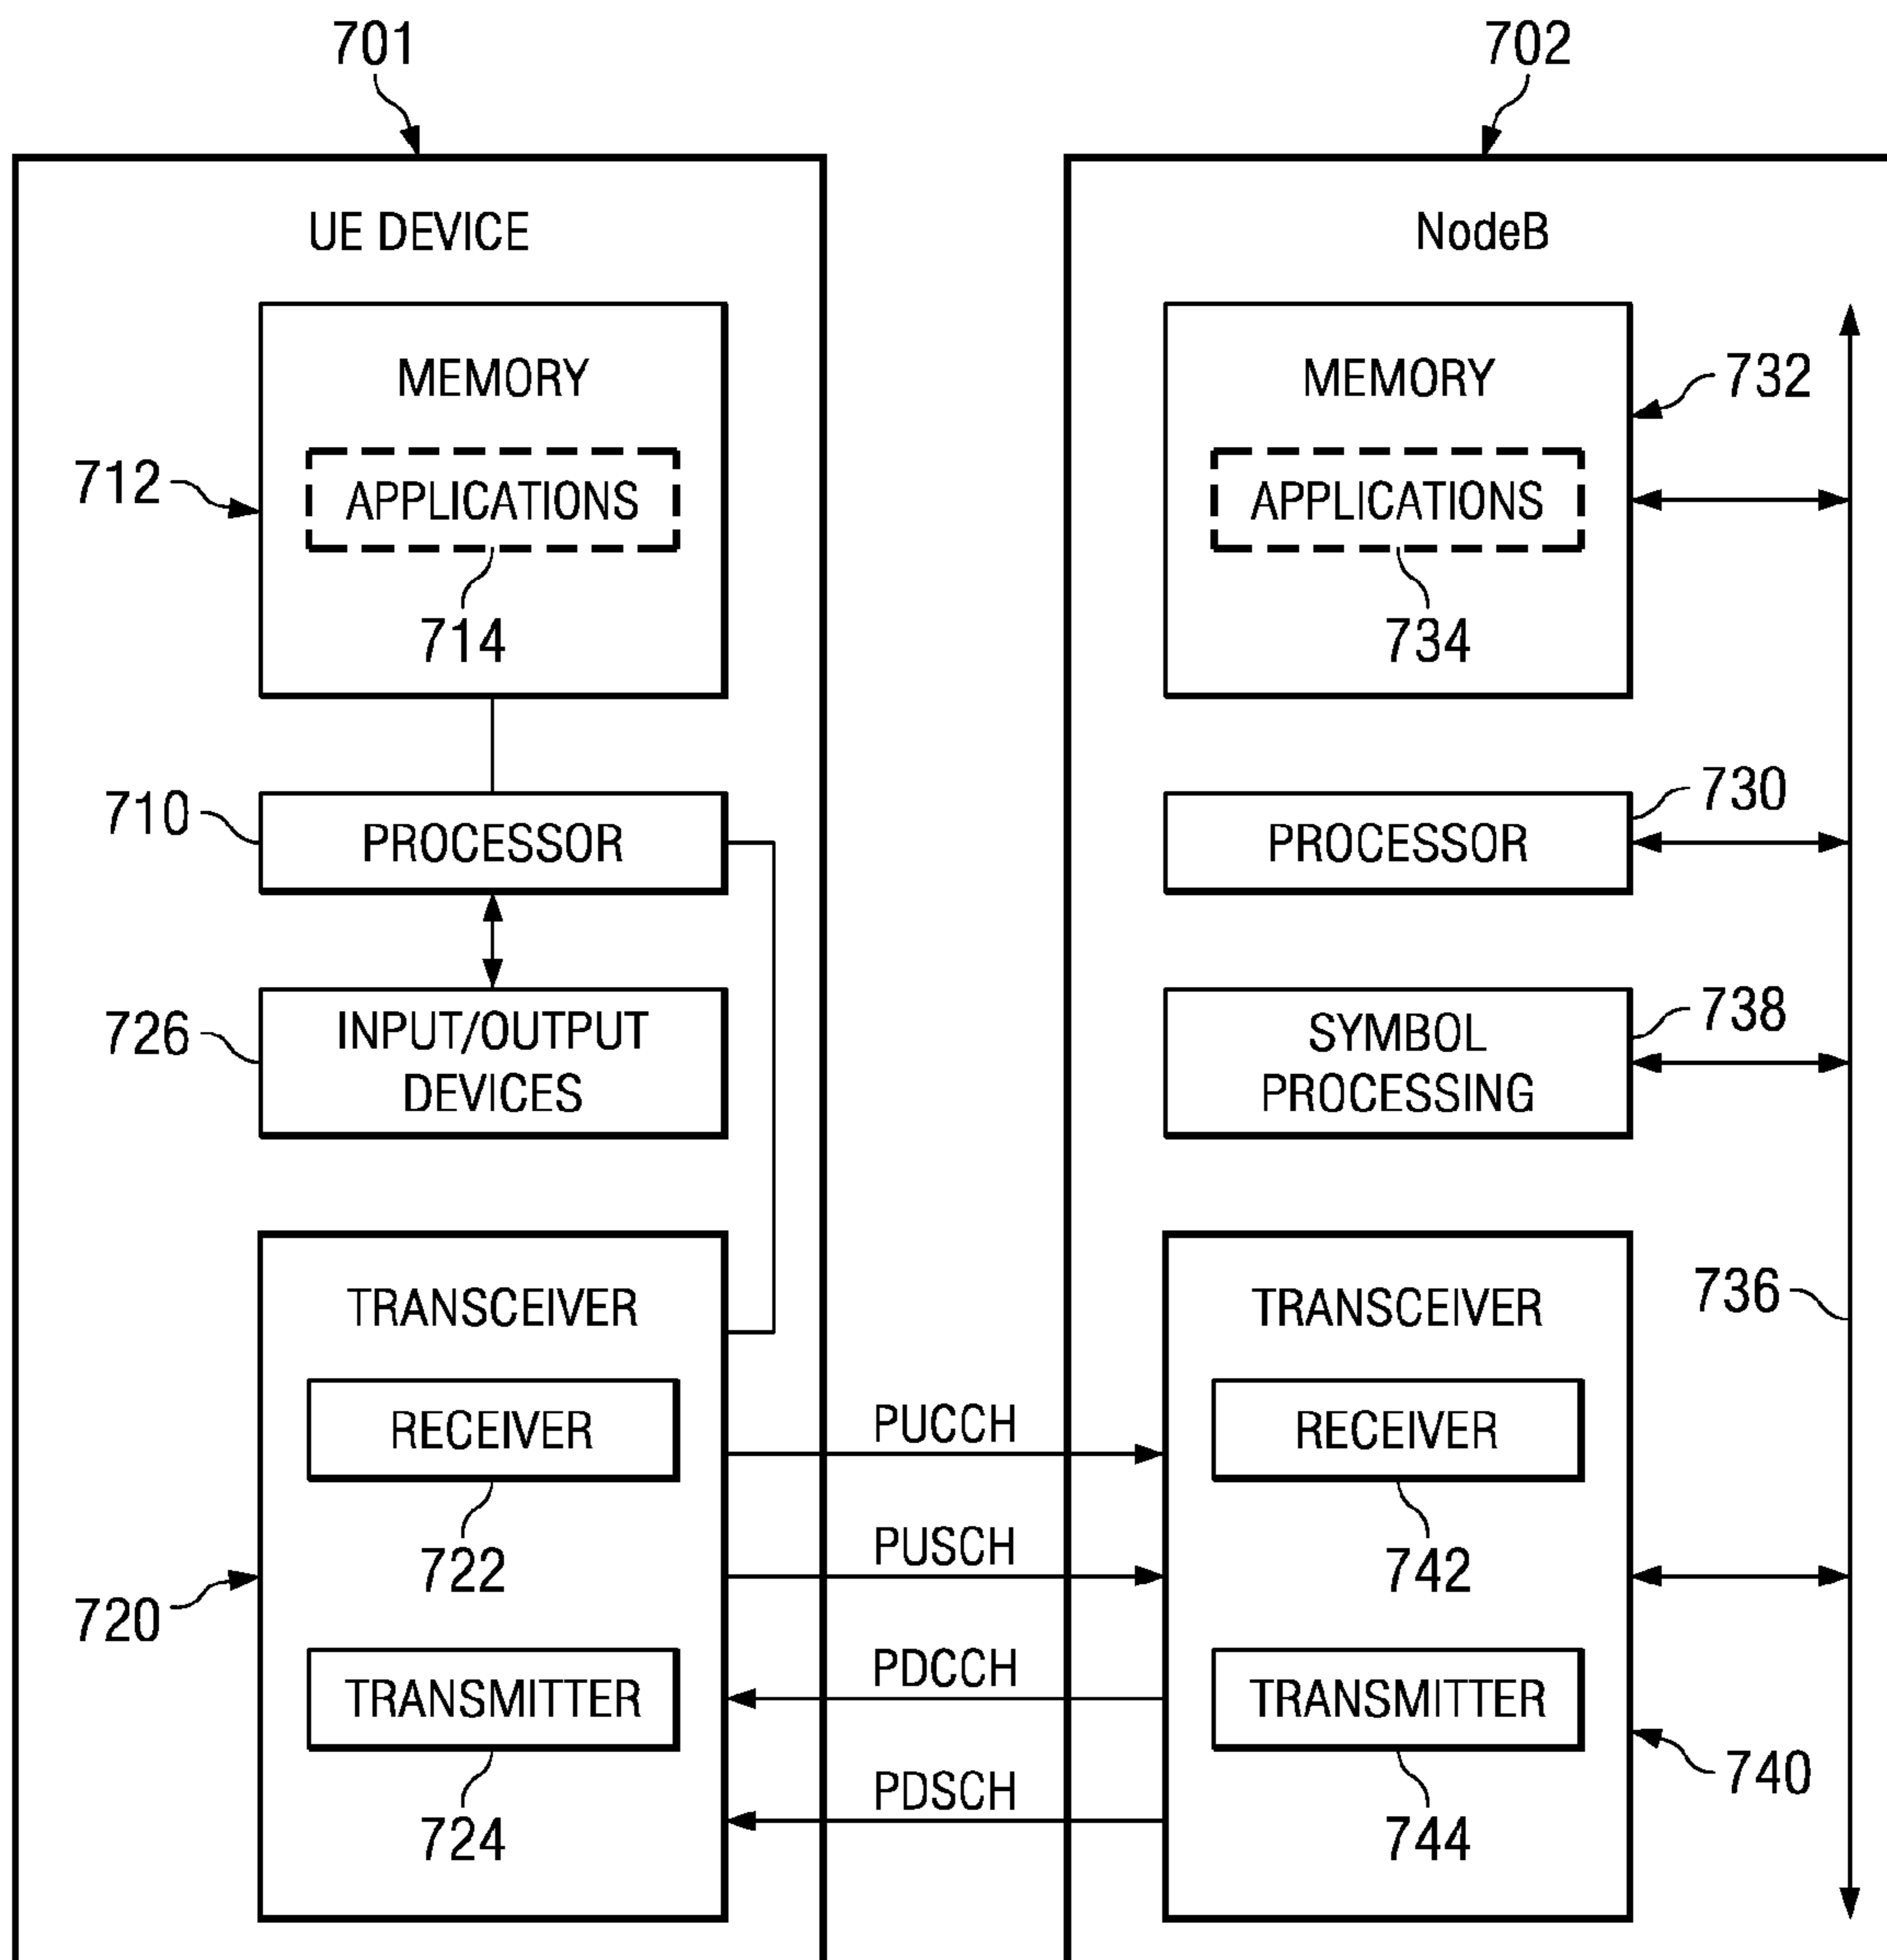 701
702
UE DEVICE
NodeB
MEMORY
MEMORY
732
712
APPLICATIONS
APPLICATIONS
714
734
710
PROCESSOR
PROCESSOR
730
726
INPUT/OUTPUT
DEVICES
SYMBOL
PROCESSING
738
TRANSCEIVER
TRANSCEIVER
736
RECEIVER
PUCCH
RECEIVER
722
PUSCH
742
720
TRANSMITTER
PDCCH
TRANSMITTER
724
PDSCH
744
740